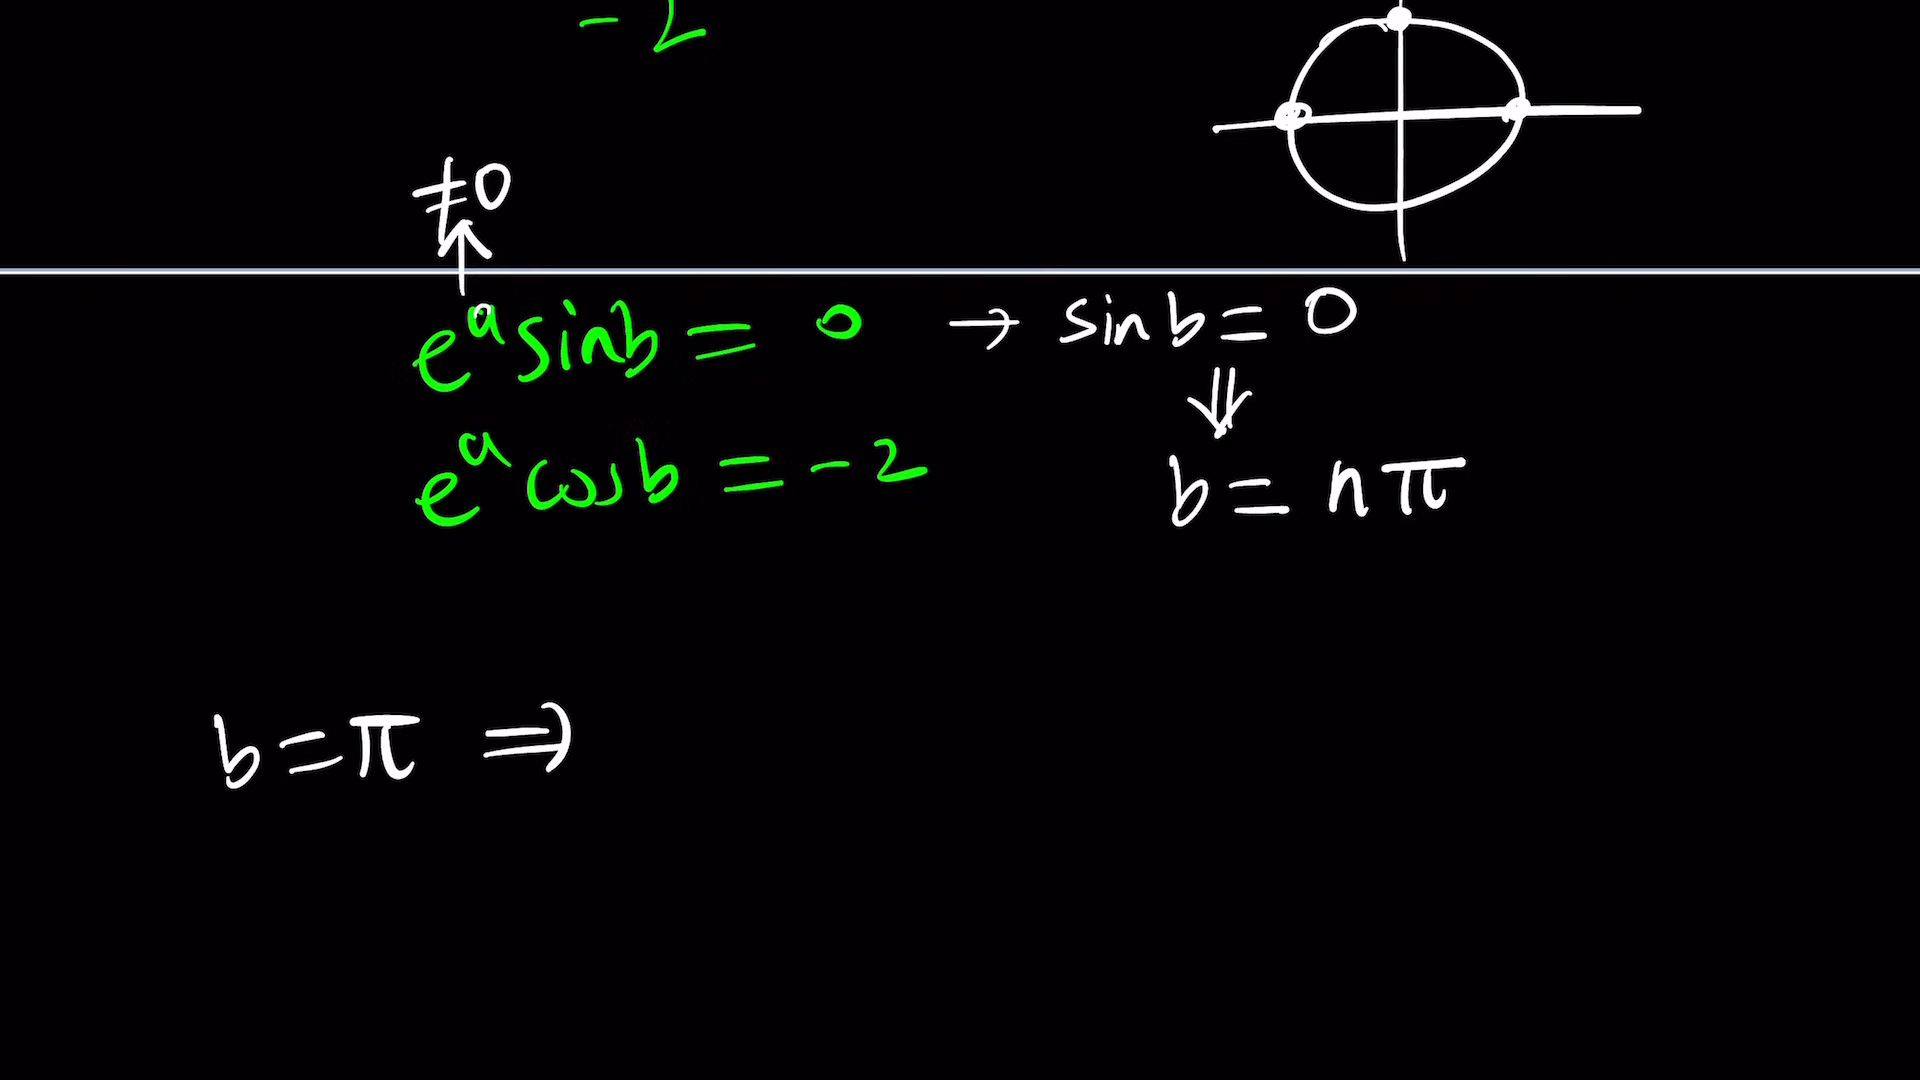 - 2
≠0
↑
e^a sin b = 0 → sin b = 0
⇓
e^a cos b = -2
b = nπ
b = π ⇒